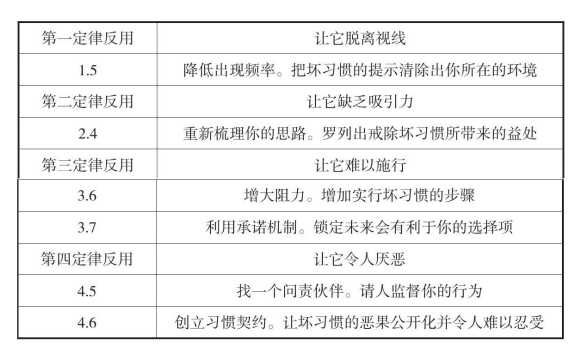 第一定律反用 让它脱离视线
1.5 降低出现频率。把坏习惯的提示清除出你所在的环境
第二定律反用 让它缺乏吸引力
2.4 重新梳理你的思路。罗列出戒除坏习惯所带来的益处
第三定律反用 让它难以施行
3.6 增大阻力。增加实行坏习惯的步骤
3.7 利用承诺机制。锁定未来会有利于你的选择项
第四定律反用 让它令人厌恶
4.5 找一个问责伙伴。请人监督你的行为
4.6 创立习惯契约。让坏习惯的恶果公开化并令人难以忍受